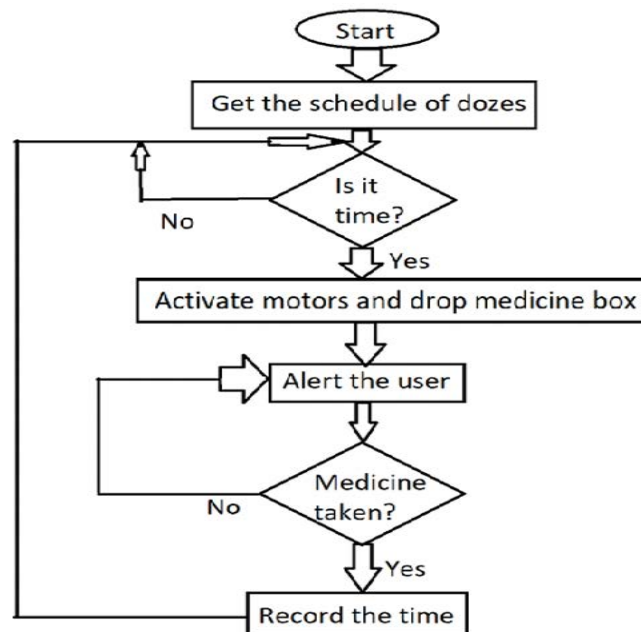 Start
Get the schedule of dozes
Is it
time?
No
Yes
Activate motors and drop medicine box
Alert the user
Medicine
taken?
No
Yes
Record the time